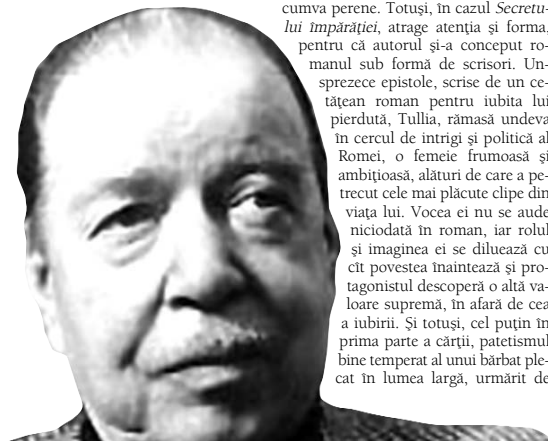 cumva perene. Totuşi, în cazul Secretu-
lui împărăţiei, atrage atenţia şi forma,
pentru că autorul şi-a conceput ro-
manul sub formă de scrisori. Un-
sprezece epistole, scrise de un ce-
tăţean roman pentru iubita lui
pierdută, Tullia, rămasă undeva
în cercul de intrigi şi politică al
Romei, o femeie frumoasă şi
ambiţioasă, alături de care a pe-
trecut cele mai plăcute clipe din
viaţa lui. Vocea ei nu se aude
niciodată în roman, iar rolul
şi imaginea ei se diluează cu
cît povestea înaintează şi pro-
tagonistul descoperă o altă va-
loare supremă, în afară de cea
a iubirii. Şi totuşi, cel puţin în
prima parte a cărţii, patetismul
bine temperat al unui bărbat ple-
cat în lumea largă, urmărit de